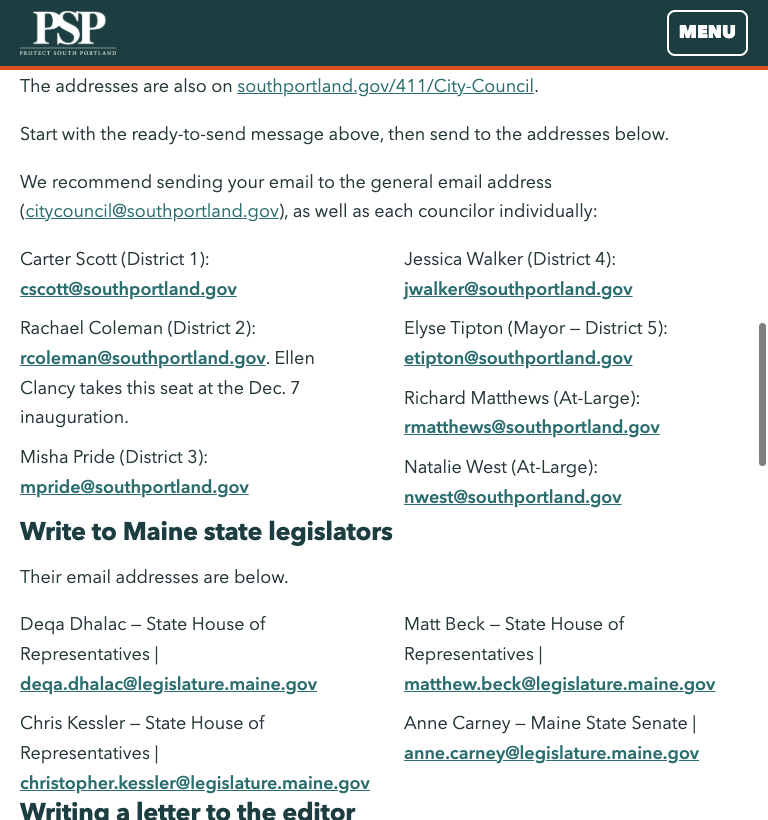 PSP
PROTECT SOUTH PORTLAND
MENU
The addresses are also on southportland.gov/411/City-Council.
Start with the ready-to-send message above, then send to the addresses below.
We recommend sending your email to the general email address
(citycouncil@southportland.gov), as well as each councilor individually:
Carter Scott (District 1):
cscott@southportland.gov
Rachael Coleman (District 2):
rcoleman@southportland.gov. Ellen
Clancy takes this seat at the Dec. 7
inauguration.
Misha Pride (District 3):
mpride@southportland.gov
Jessica Walker (District 4):
jwalker@southportland.gov
Elyse Tipton (Mayor – District 5):
etipton@southportland.gov
Richard Matthews (At-Large):
rmatthews@southportland.gov
Natalie West (At-Large):
nwest@southportland.gov
Write to Maine state legislators
Their email addresses are below.
Deqa Dhalac – State House of
Representatives |
deqa.dhalac@legislature.maine.gov
Chris Kessler – State House of
Representatives |
christopher.kessler@legislature.maine.gov
Matt Beck – State House of
Representatives |
matthew.beck@legislature.maine.gov
Anne Carney – Maine State Senate |
anne.carney@legislature.maine.gov
Writing a letter to the editor